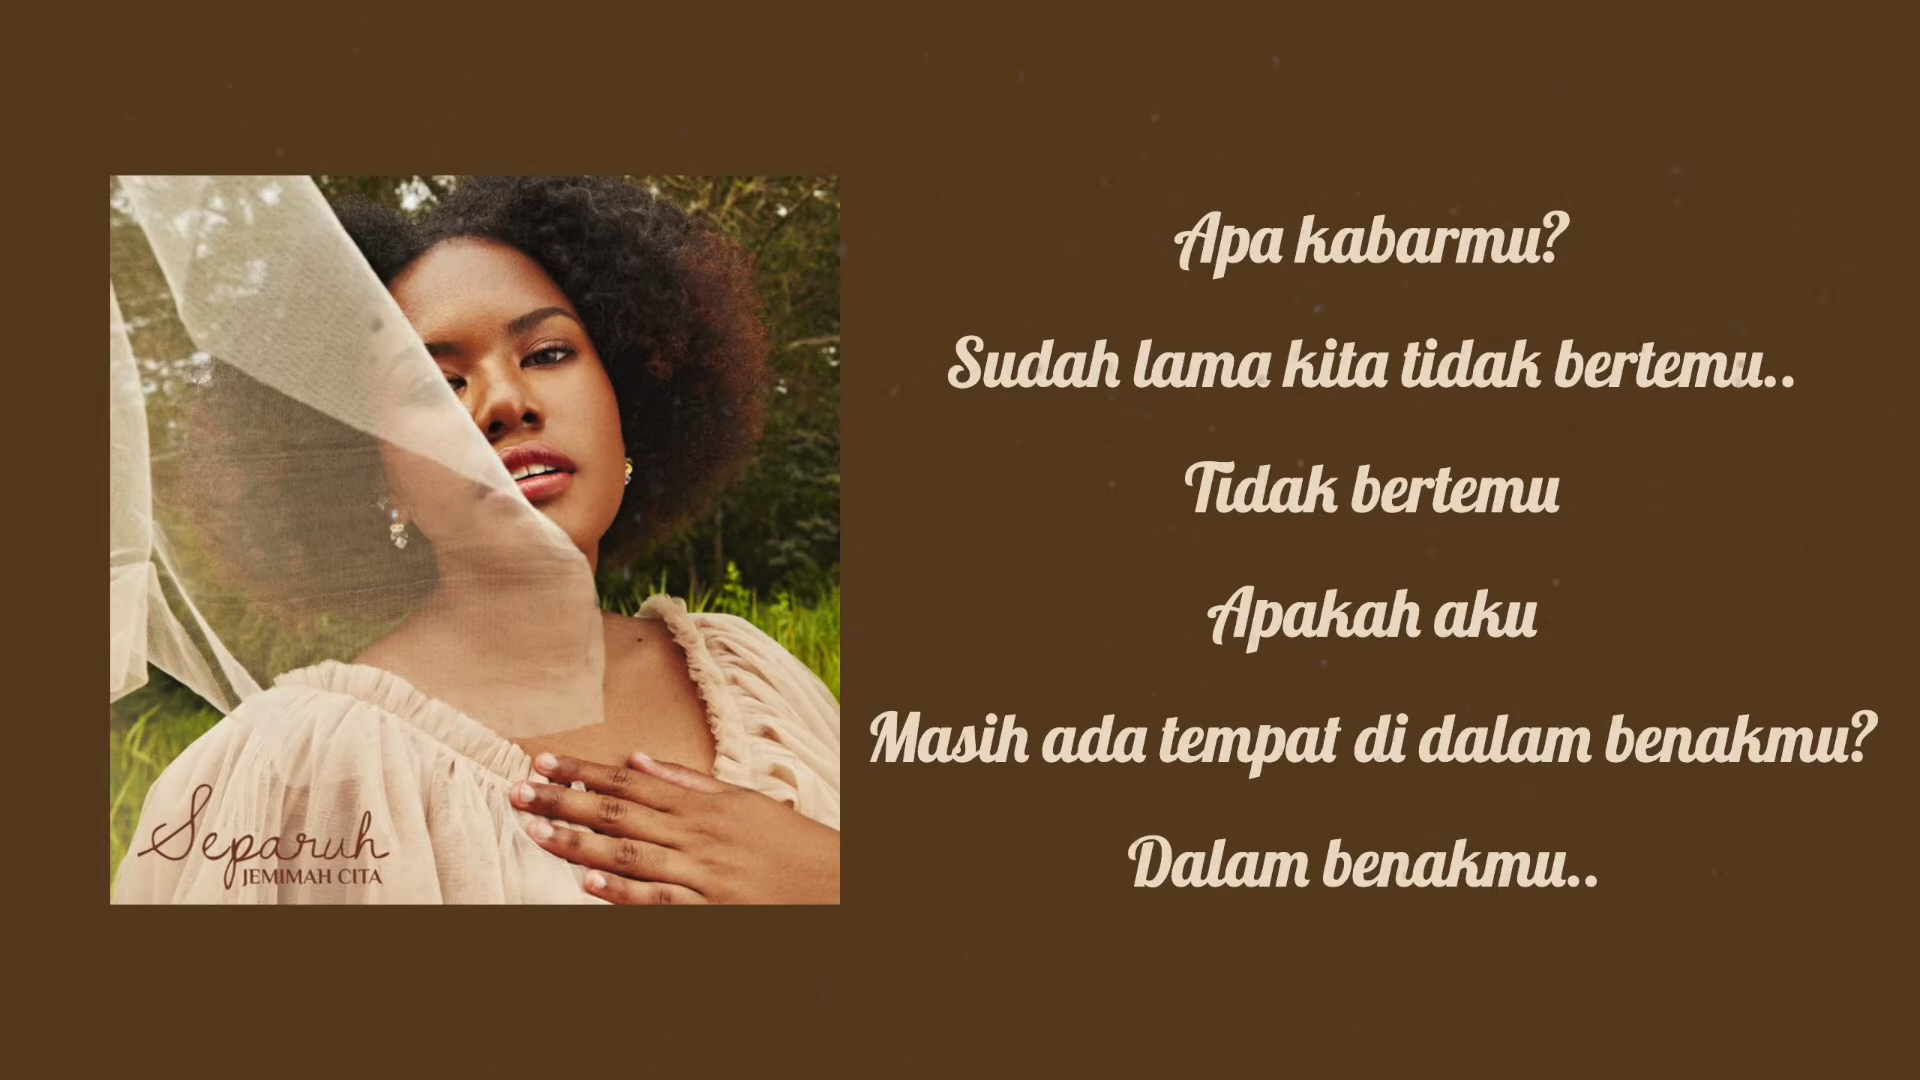 Separuh
JEMIMAH CITA
Apa kabarmu?
Sudah lama kita tidak bertemu..
Tidak bertemu
Apakah aku
Masih ada tempat di dalam benakmu?
Dalam benakmu..